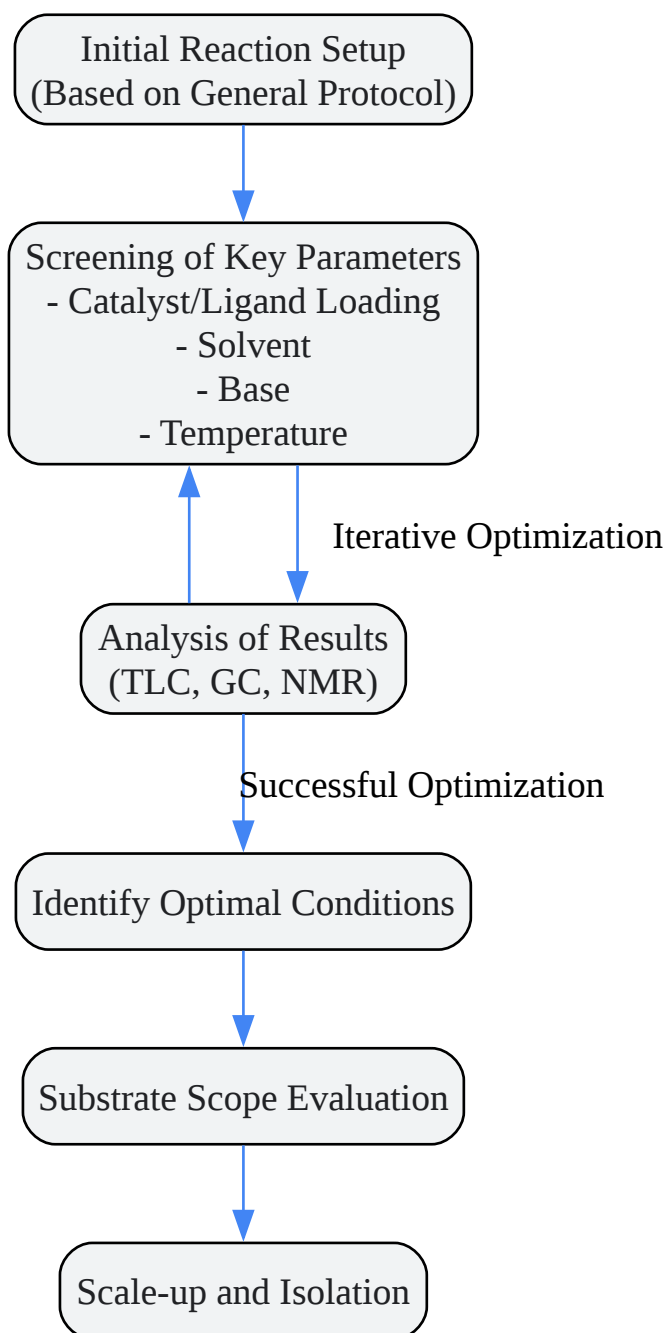 Initial Reaction Setup
(Based on General Protocol)
Screening of Key Parameters
- Catalyst/Ligand Loading
- Solvent
- Base
- Temperature
Iterative Optimization
Analysis of Results
(TLC, GC, NMR)
Successful Optimization
Identify Optimal Conditions
Substrate Scope Evaluation
Scale-up and Isolation